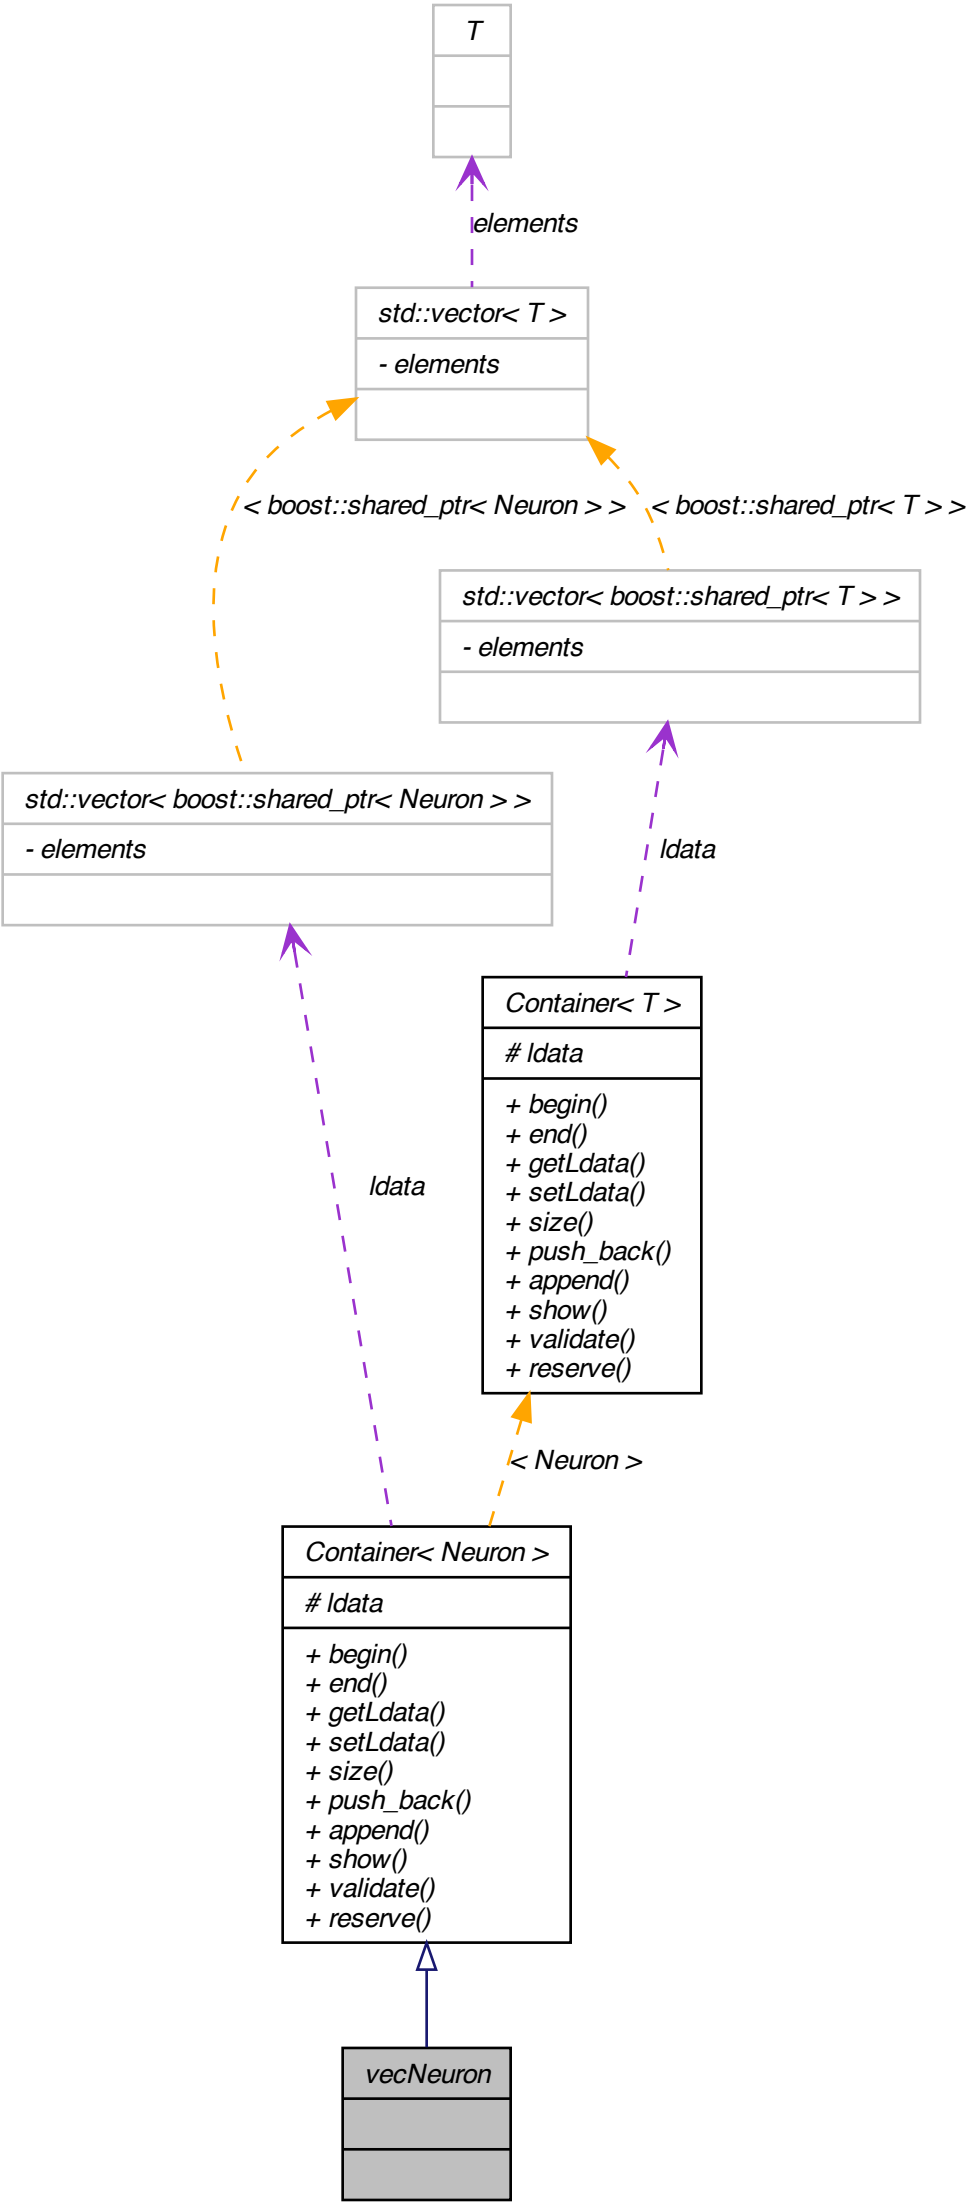 T
elements
std::vector< T >
- elements
< boost::shared_ptr< Neuron > >
< boost::shared_ptr< T > >
std::vector< boost::shared_ptr< T > >
- elements
std::vector< boost::shared_ptr< Neuron > >
- elements
ldata
Container< T >
# ldata
+ begin()
+ end()
+ getLdata()
+ setLdata()
+ size()
+ push_back()
+ append()
+ show()
+ validate()
+ reserve()
ldata
< Neuron >
Container< Neuron >
# ldata
+ begin()
+ end()
+ getLdata()
+ setLdata()
+ size()
+ push_back()
+ append()
+ show()
+ validate()
+ reserve()
vecNeuron